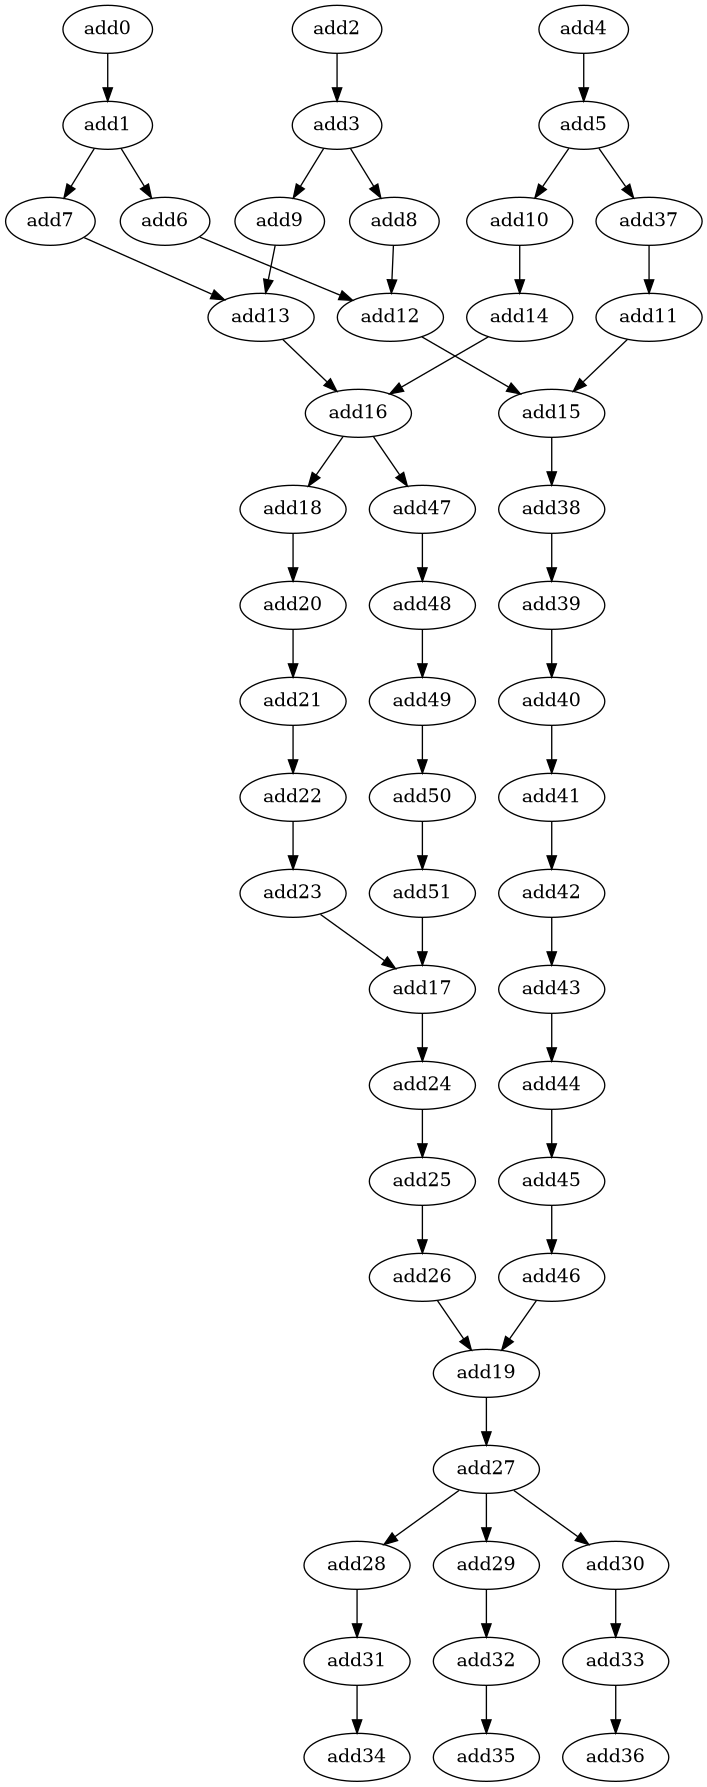 add0 add2 add4
add1 add3 add5
add7 add6 add9 add8 add10 add37
add13 add12 add14 add11
add16 add15
add18 add47 add38
add20 add48 add39
add21 add49 add40
add22 add50 add41
add23 add51 add42
add17 add43
add24 add44
add25 add45
add26 add46
add19
add27
add28 add29 add30
add31 add32 add33
add34 add35 add36